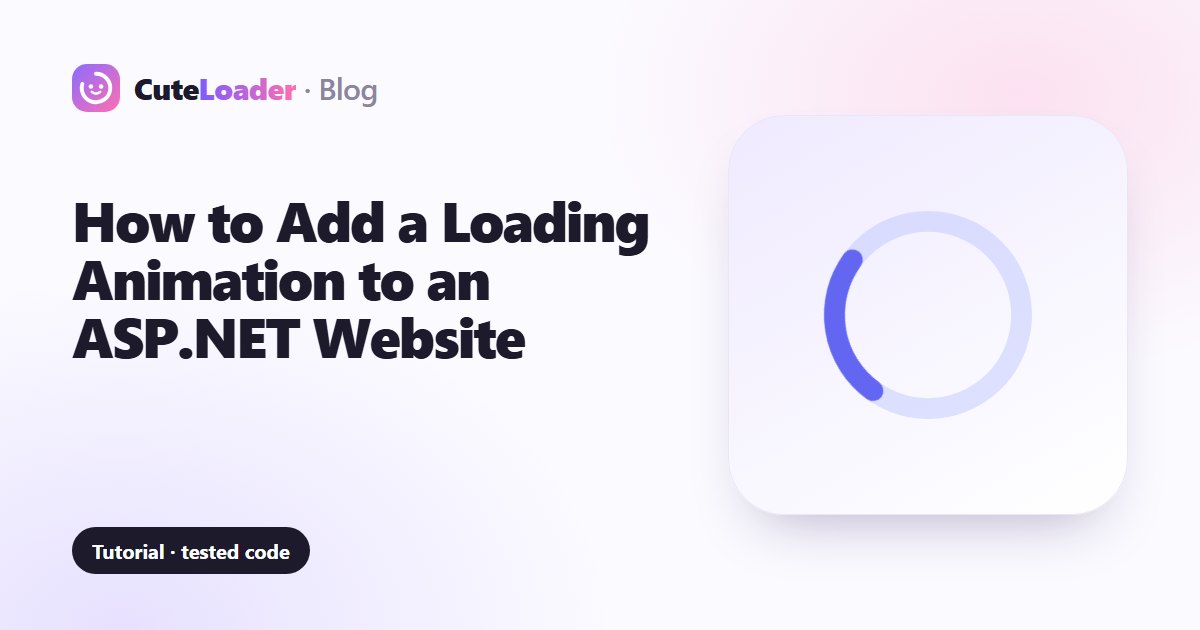 CuteLoader · Blog
How to Add a Loading
Animation to an
ASP.NET Website
Tutorial · tested code